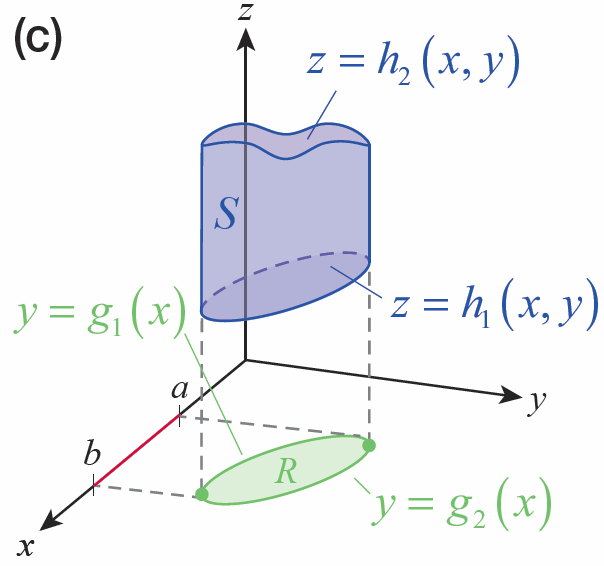 (c)
z
z = h₂(x, y)
S
z = h₁(x, y)
y = g₁(x)
y
a
b
R
y = g₂(x)
x